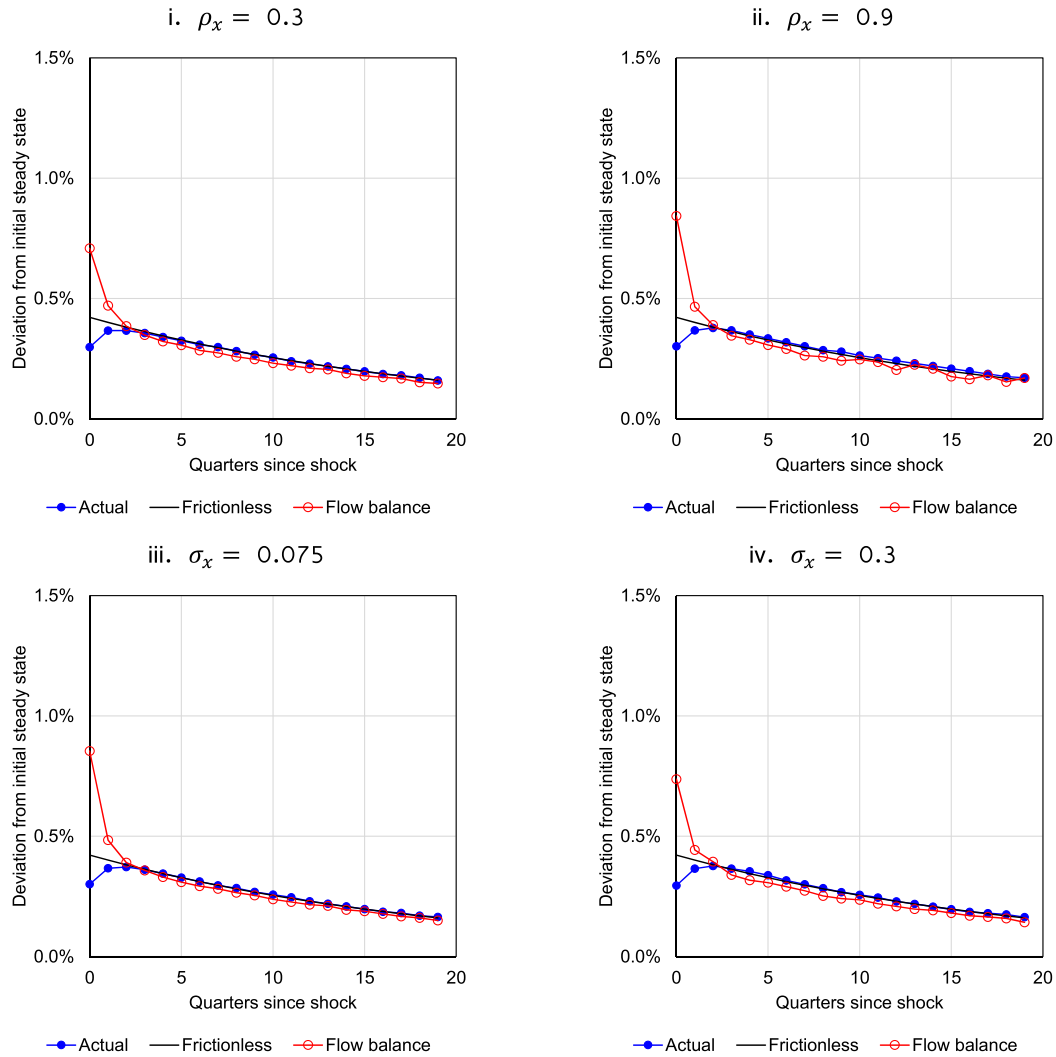 i. ρₓ = 0.3
1.5%
1.0%
0.5%
0.0%
Deviation from initial steady state
0 5 10 15 20
Quarters since shock
Actual Frictionless Flow balance
ii. ρₓ = 0.9
1.5%
1.0%
0.5%
0.0%
Deviation from initial steady state
0 5 10 15 20
Quarters since shock
Actual Frictionless Flow balance
iii. σₓ = 0.075
1.5%
1.0%
0.5%
0.0%
Deviation from initial steady state
0 5 10 15 20
Quarters since shock
Actual Frictionless Flow balance
iv. σₓ = 0.3
1.5%
1.0%
0.5%
0.0%
Deviation from initial steady state
0 5 10 15 20
Quarters since shock
Actual Frictionless Flow balance